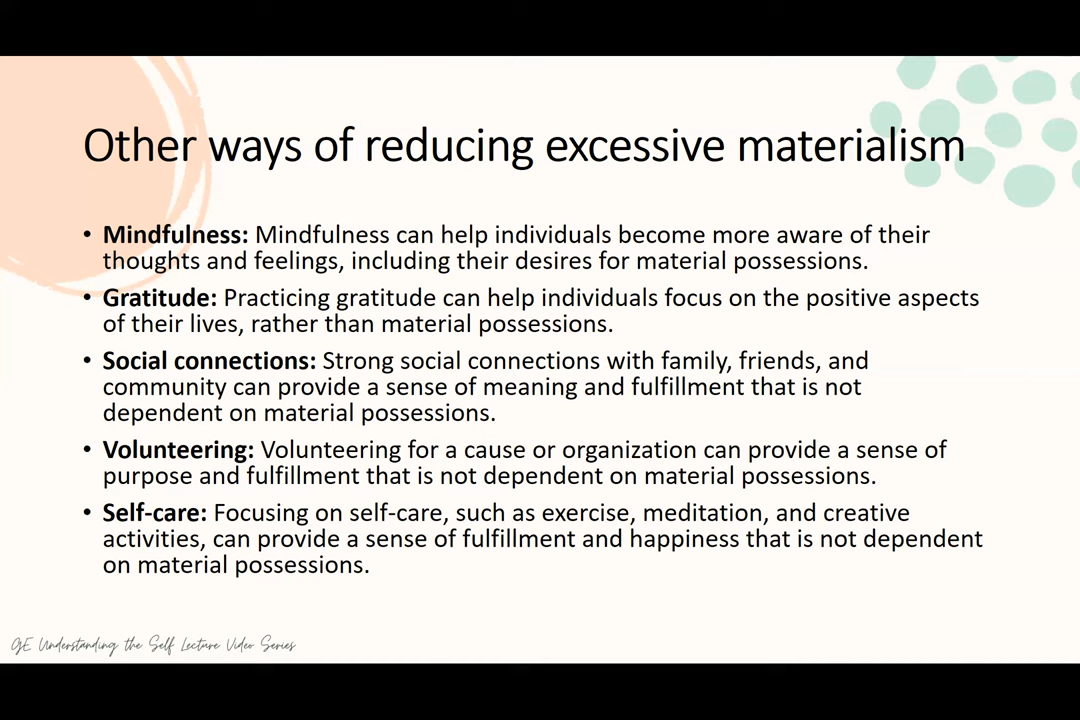 Other ways of reducing excessive materialism
• Mindfulness: Mindfulness can help individuals become more aware of their
thoughts and feelings, including their desires for material possessions.
• Gratitude: Practicing gratitude can help individuals focus on the positive aspects
of their lives, rather than material possessions.
• Social connections: Strong social connections with family, friends, and
community can provide a sense of meaning and fulfillment that is not
dependent on material possessions.
• Volunteering: Volunteering for a cause or organization can provide a sense of
purpose and fulfillment that is not dependent on material possessions.
• Self-care: Focusing on self-care, such as exercise, meditation, and creative
activities, can provide a sense of fulfillment and happiness that is not dependent
on material possessions.
GE Understanding the Self Lecture Video Series